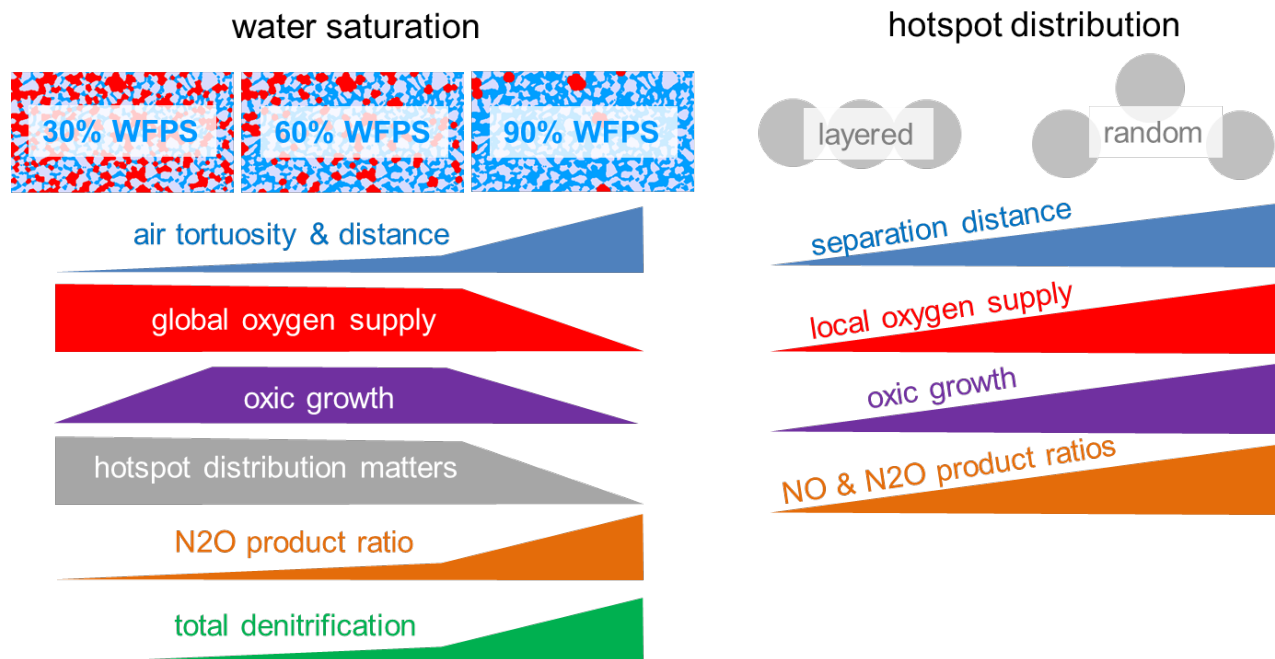 water saturation
30% WFPS
60% WFPS
90% WFPS
air tortuosity & distance
global oxygen supply
oxic growth
hotspot distribution matters
N2O product ratio
total denitrification
hotspot distribution
layered
random
separation distance
local oxygen supply
oxic growth
NO & N2O product ratios